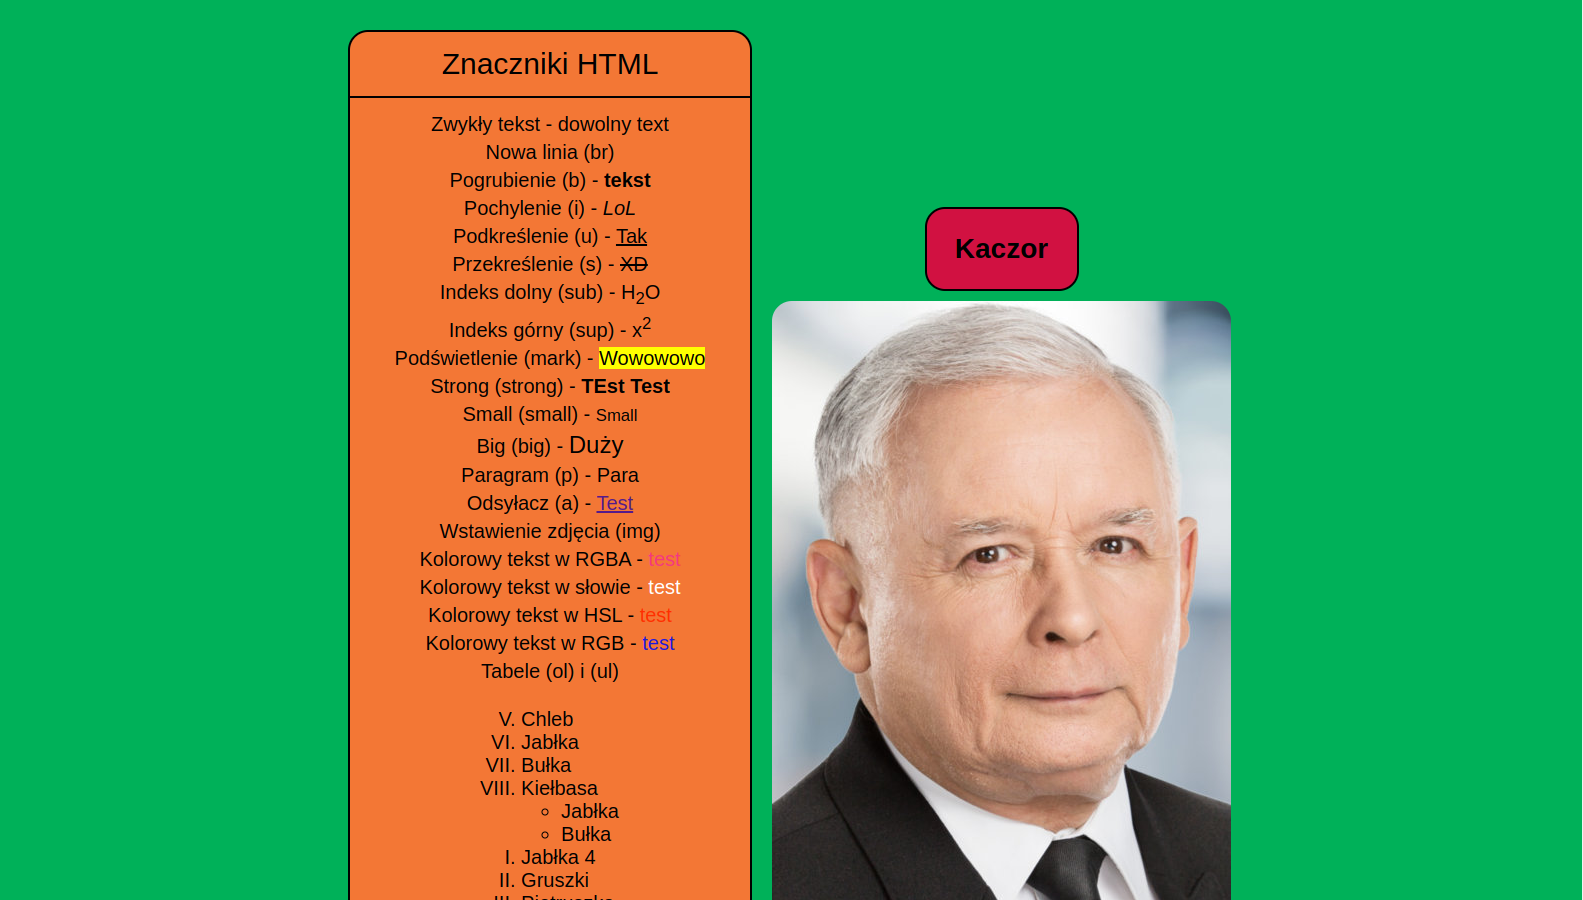 Znaczniki HTML
Zwykły tekst - dowolny text
Nowa linia (br)
Pogrubienie (b) - tekst
Pochylenie (i) - LoL
Podkreślenie (u) - Tak
Przekreślenie (s) - XD
Indeks dolny (sub) - H₂O
Indeks górny (sup) - x²
Podświetlenie (mark) - Wowowowo
Strong (strong) - TEst Test
Small (small) - Small
Big (big) - Duży
Paragram (p) - Para
Odsyłacz (a) - Test
Wstawienie zdjęcia (img)
Kolorowy tekst w RGBA - test
Kolorowy tekst w słowie - test
Kolorowy tekst w HSL - test
Kolorowy tekst w RGB - test
Tabele (ol) i (ul)
V. Chleb
VI. Jabłka
VII. Bułka
VIII. Kiełbasa
Jabłka
Bułka
I. Jabłka 4
II. Gruszki
Kaczor